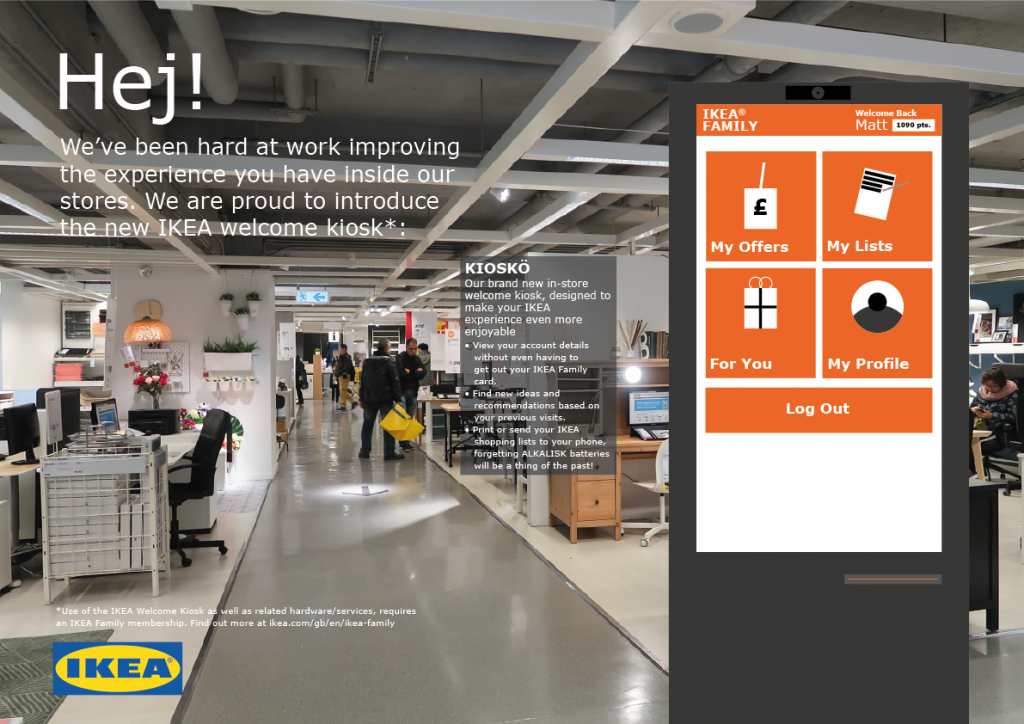 Hej!
We've been hard at work improving
the experience you have inside our
stores. We are proud to introduce
the new IKEA welcome kiosk*:
KIOSKÖ
Our brand new in-store
welcome kiosk, designed to
make your IKEA
experience even more
enjoyable
• View your account details
without even having to
get out your IKEA Family
card.
• Find new ideas and
recommendations based on
your previous visits.
• Print or send your IKEA
shopping lists to your phone,
forgetting ALKALISK batteries
will be a thing of the past!
IKEA®
FAMILY
Welcome Back
Matt 1090 pts.
£
My Offers
My Lists
For You
My Profile
Log Out
*Use of the IKEA Welcome Kiosk as well as related hardware/services, requires
an IKEA Family membership. Find out more at ikea.com/gb/en/ikea-family
IKEA®